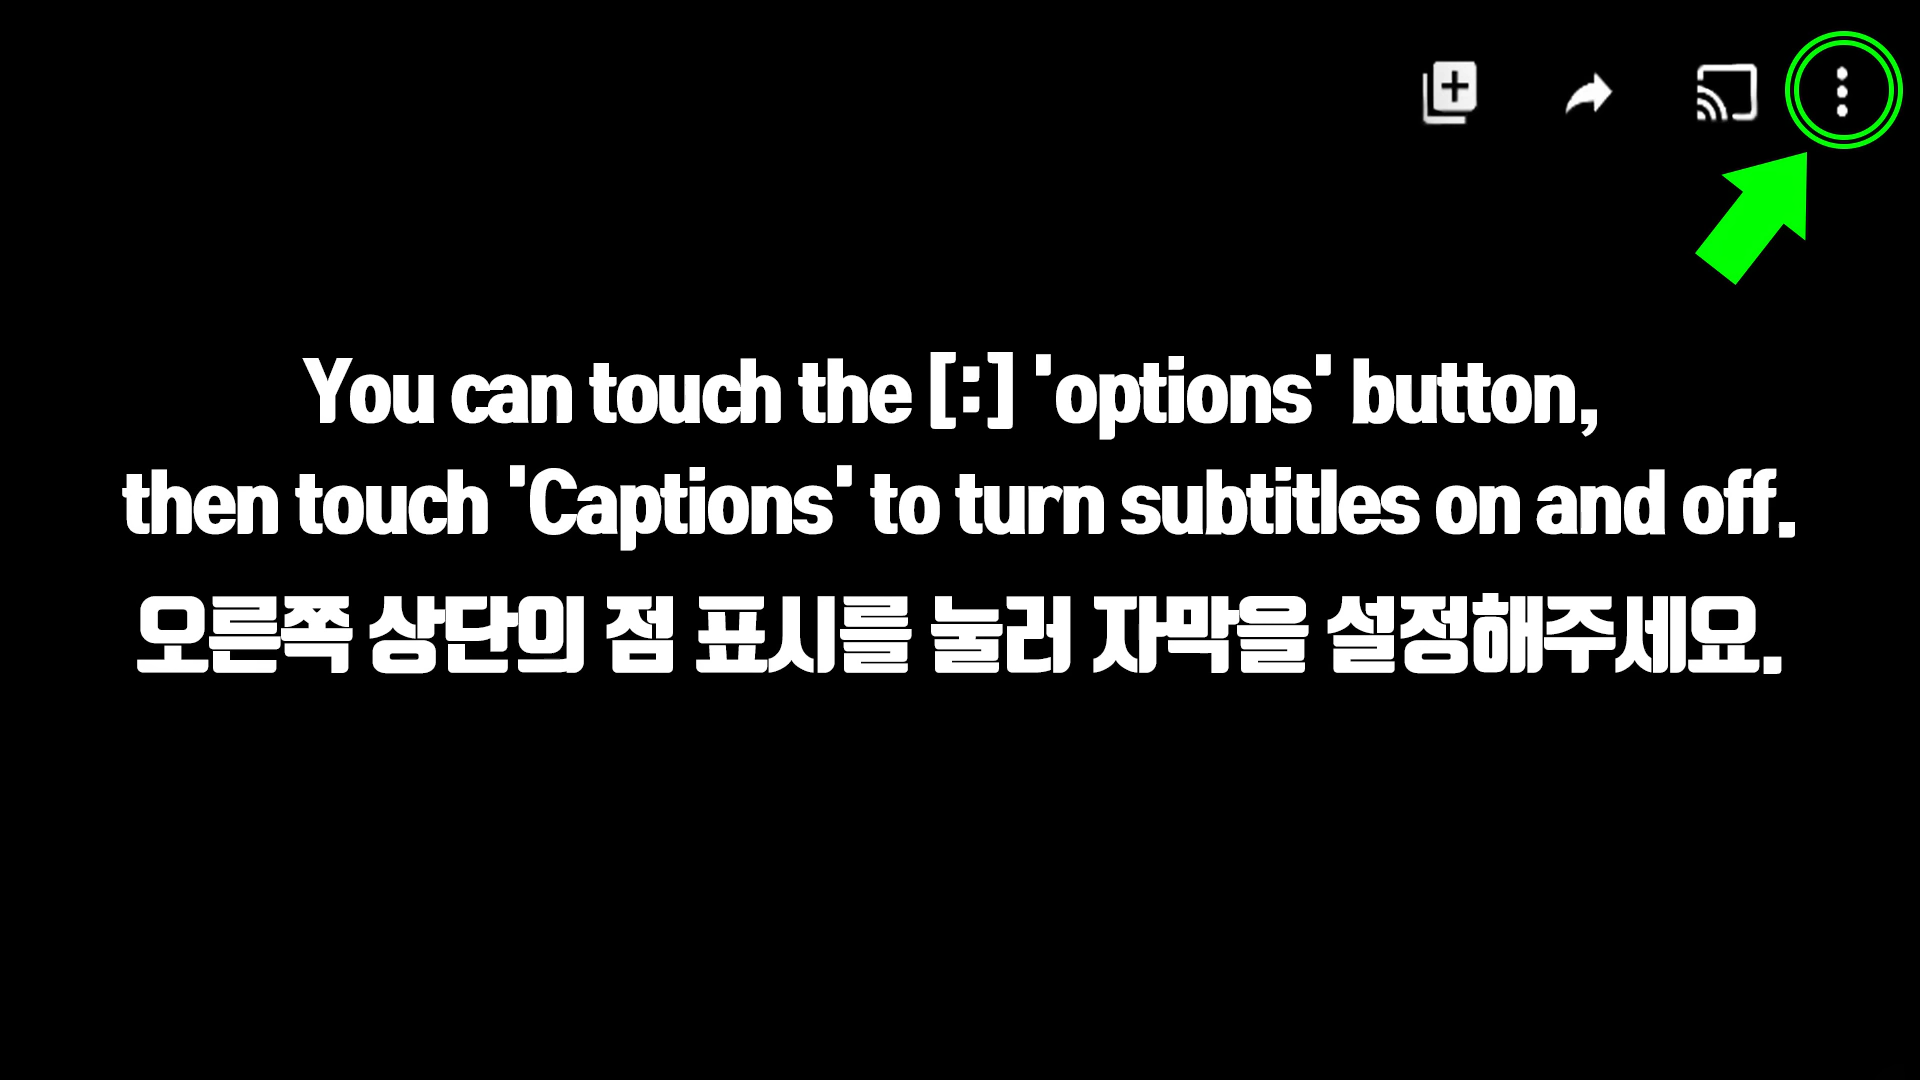 You can touch the [:] 'options' button,
then touch 'Captions' to turn subtitles on and off.
오른쪽 상단의 점 표시를 눌러 자막을 설정해주세요.